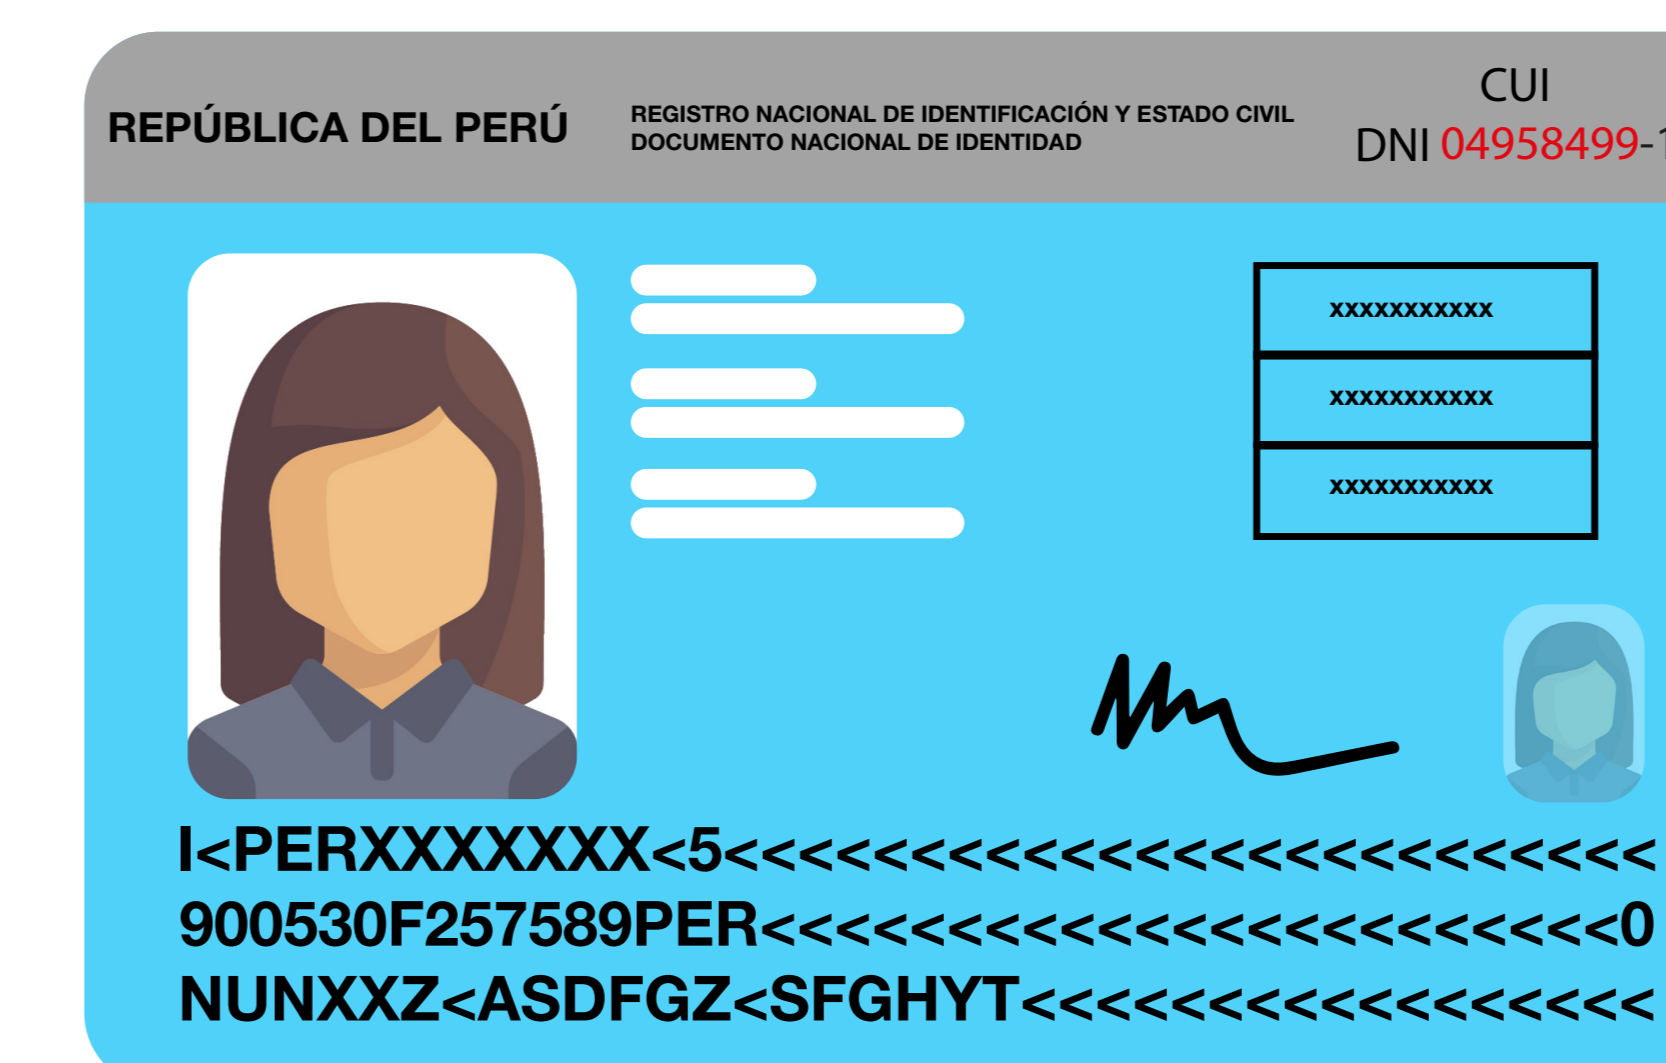 REPÚBLICA DEL PERÚ
REGISTRO NACIONAL DE IDENTIFICACIÓN Y ESTADO CIVIL
DOCUMENTO NACIONAL DE IDENTIDAD
CUI
DNI 04958499-1
xxxxxxxxxxx
xxxxxxxxxxx
xxxxxxxxxxx
I<PERXXXXXXX<5<<<<<<<<<<<<<<<<<<<<<<<<<
900530F257589PER<<<<<<<<<<<<<<<<<<<<<<<0
NUNXXZ<ASDFGZ<SFGHYT<<<<<<<<<<<<<<<<<